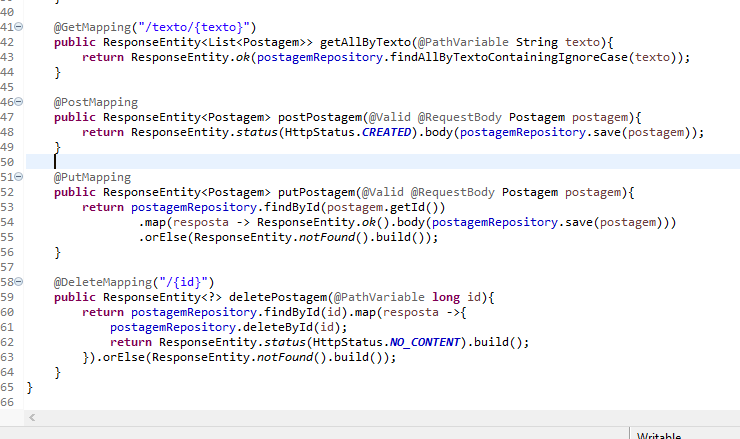 40
41 @GetMapping("/texto/{texto}")
42 public ResponseEntity<List<Postagem>> getAllByTexto(@PathVariable String texto){
43 return ResponseEntity.ok(postagemRepository.findAllByTextoContainingIgnoreCase(texto));
44 }
45
46 @PostMapping
47 public ResponseEntity<Postagem> postPostagem(@Valid @RequestBody Postagem postagem){
48 return ResponseEntity.status(HttpStatus.CREATED).body(postagemRepository.save(postagem));
49 }
50
51 @PutMapping
52 public ResponseEntity<Postagem> putPostagem(@Valid @RequestBody Postagem postagem){
53 return postagemRepository.findById(postagem.getId())
54 .map(resposta -> ResponseEntity.ok().body(postagemRepository.save(postagem)))
55 .orElse(ResponseEntity.notFound().build());
56 }
57
58 @DeleteMapping("/{id}")
59 public ResponseEntity<?> deletePostagem(@PathVariable long id){
60 return postagemRepository.findById(id).map(resposta ->{
61 postagemRepository.deleteById(id);
62 return ResponseEntity.status(HttpStatus.NO_CONTENT).build();
63 }).orElse(ResponseEntity.notFound().build());
64 }
65 }
66
Writable